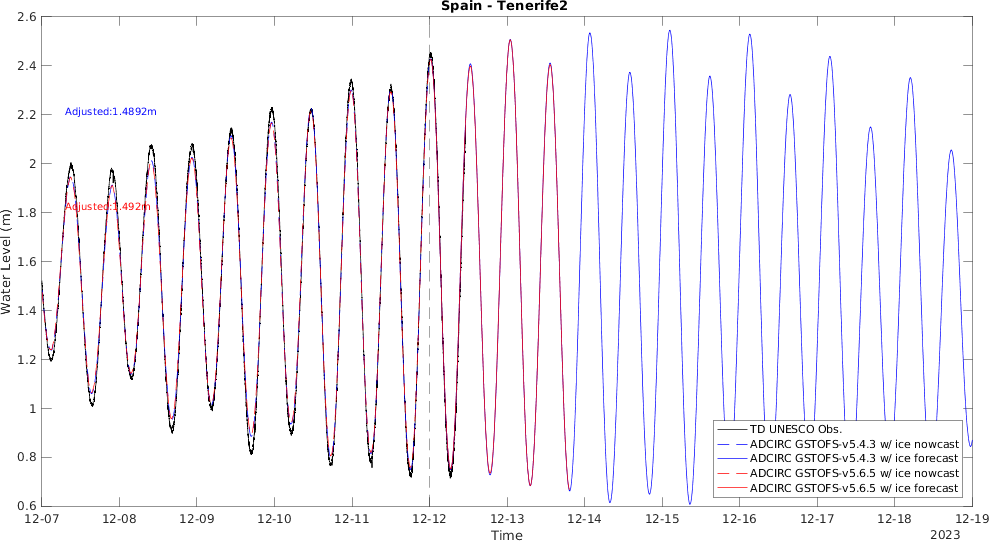 Spain - Tenerife2
2.6
2.4
2.2
2
1.8
1.6
1.4
1.2
1
0.8
0.6
Water Level (m)
Adjusted:1.4892m
Adjusted:1.492m
TD UNESCO Obs.
ADCIRC GSTOFS-v5.4.3 w/ ice nowcast
ADCIRC GSTOFS-v5.4.3 w/ ice forecast
ADCIRC GSTOFS-v5.6.5 w/ ice nowcast
ADCIRC GSTOFS-v5.6.5 w/ ice forecast
12-07 12-08 12-09 12-10 12-11 12-12 12-13 12-14 12-15 12-16 12-17 12-18 12-19
Time
2023